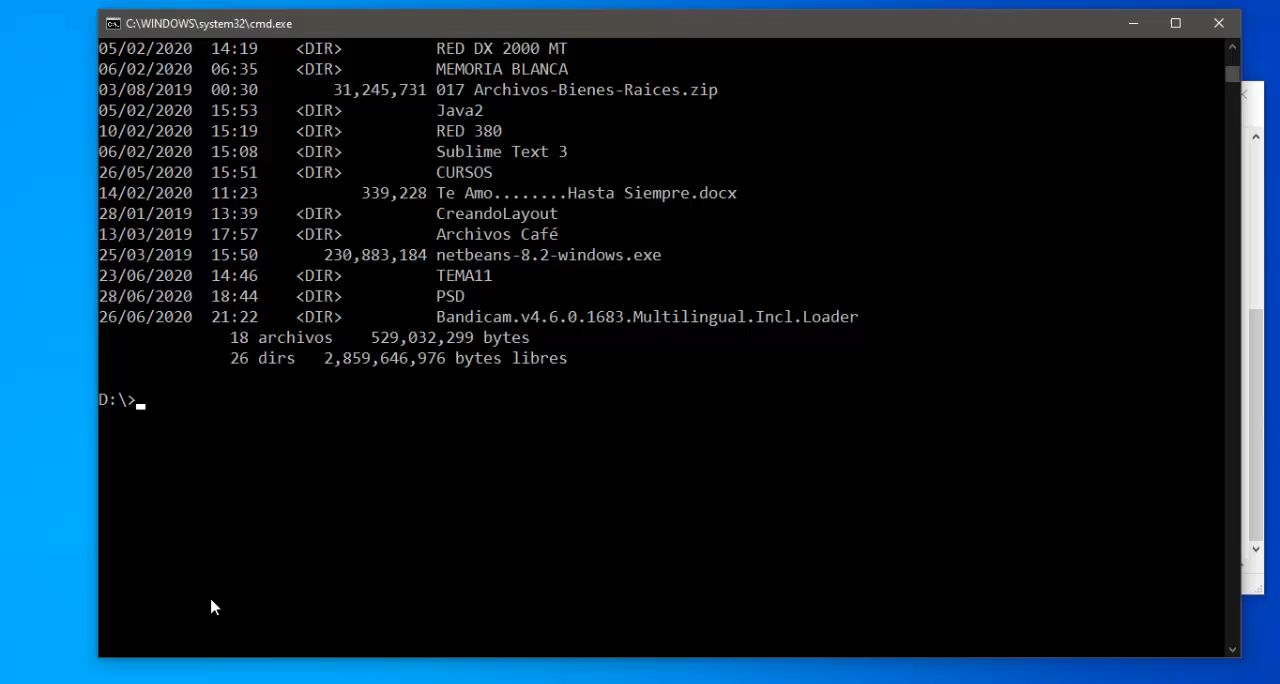 C:\WINDOWS\system32\cmd.exe
05/02/2020 14:19 <DIR> RED DX 2000 MT
06/02/2020 06:35 <DIR> MEMORIA BLANCA
03/08/2019 00:30 31,245,731 017 Archivos-Bienes-Raices.zip
05/02/2020 15:53 <DIR> Java2
10/02/2020 15:19 <DIR> RED 380
06/02/2020 15:08 <DIR> Sublime Text 3
26/05/2020 15:51 <DIR> CURSOS
14/02/2020 11:23 339,228 Te Amo........Hasta Siempre.docx
28/01/2019 13:39 <DIR> CreandoLayout
13/03/2019 17:57 <DIR> Archivos Café
25/03/2019 15:50 230,883,184 netbeans-8.2-windows.exe
23/06/2020 14:46 <DIR> TEMA11
28/06/2020 18:44 <DIR> PSD
26/06/2020 21:22 <DIR> Bandicam.v4.6.0.1683.Multilingual.Incl.Loader
18 archivos 529,032,299 bytes
26 dirs 2,859,646,976 bytes libres
D:\>